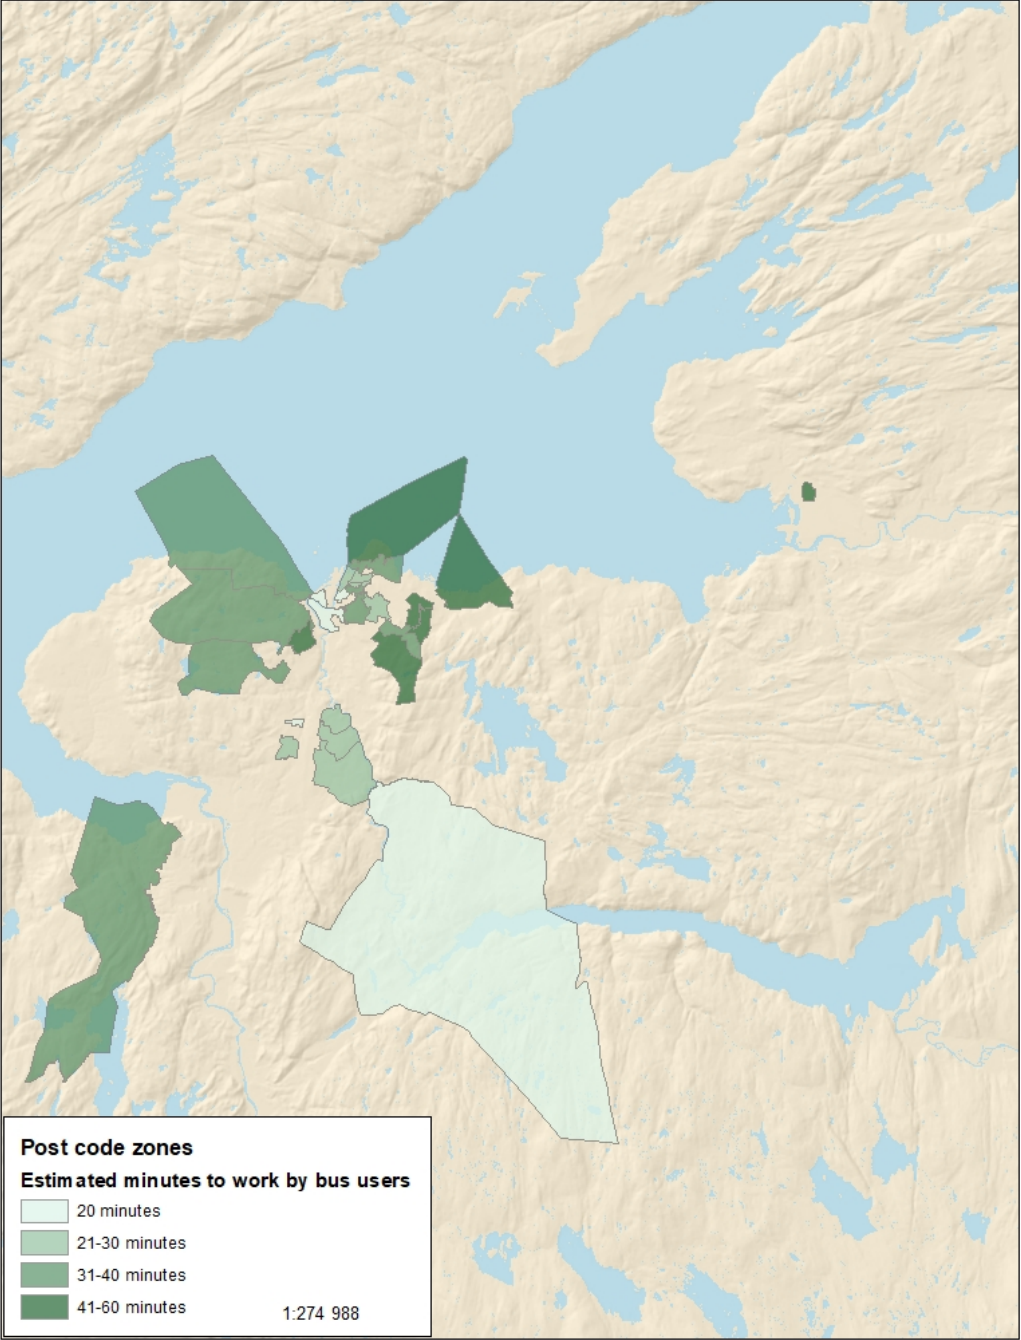 Post code zones
Estimated minutes to work by bus users
20 minutes
21-30 minutes
31-40 minutes
41-60 minutes
1:274 988